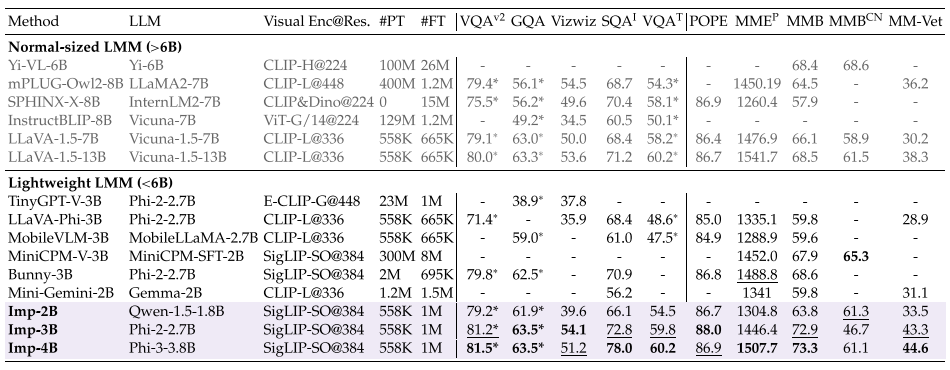 Method LLM Visual Enc@Res. #PT #FT VQAv2 GQA Vizwiz SQAI VQAT POPE MMEP MMB MMBCN MM-Vet
Normal-sized LMM (>6B)
Yi-VL-6B Yi-6B CLIP-H@224 100M 26M - - - - - - - 68.4 68.6 -
mPLUG-Owl2-8B LLaMA2-7B CLIP-L@448 400M 1.2M 79.4* 56.1* 54.5 68.7 54.3* - 1450.19 64.5 - 36.2
SPHINX-X-8B InternLM2-7B CLIP&Dino@224 0 15M 75.5* 56.2* 49.6 70.4 58.1* 86.9 1260.4 57.9 - -
InstructBLIP-8B Vicuna-7B ViT-G/14@224 129M 1.2M - 49.2* 34.5 60.5 50.1* - - - - -
LLaVA-1.5-7B Vicuna-1.5-7B CLIP-L@336 558K 665K 79.1* 63.0* 50.0 68.4 58.2* 86.4 1476.9 66.1 58.9 30.2
LLaVA-1.5-13B Vicuna-1.5-13B CLIP-L@336 558K 665K 80.0* 63.3* 53.6 71.2 60.2* 86.7 1541.7 68.5 61.5 38.3
Lightweight LMM (<6B)
TinyGPT-V-3B Phi-2-2.7B E-CLIP-G@448 23M 1M - 38.9* 37.8 - - - - - - -
LLaVA-Phi-3B Phi-2-2.7B CLIP-L@336 558K 665K 71.4* - 35.9 68.4 48.6* 85.0 1335.1 59.8 - 28.9
MobileVLM-3B MobileLLaMA-2.7B CLIP-L@336 558K 665K - 59.0* - 61.0 47.5* 84.9 1288.9 59.6 - -
MiniCPM-V-3B MiniCPM-SFT-2B SigLIP-SO@384 300M 8M - - - - - - 1452.0 67.9 65.3 -
Bunny-3B Phi-2-2.7B SigLIP-SO@384 2M 695K 79.8* 62.5* - 70.9 - 86.8 1488.8 68.6 - -
Mini-Gemini-2B Gemma-2B CLIP-L@336 1.2M 1.5M - - - 56.2 - - 1341 59.8 - 31.1
Imp-2B Qwen-1.5-1.8B SigLIP-SO@384 558K 1M 79.2* 61.9* 39.6 66.1 54.5 86.7 1304.8 63.8 61.3 33.5
Imp-3B Phi-2-2.7B SigLIP-SO@384 558K 1M 81.2* 63.5* 54.1 72.8 59.8 88.0 1446.4 72.9 46.7 43.3
Imp-4B Phi-3-3.8B SigLIP-SO@384 558K 1M 81.5* 63.5* 51.2 78.0 60.2 86.9 1507.7 73.3 61.1 44.6